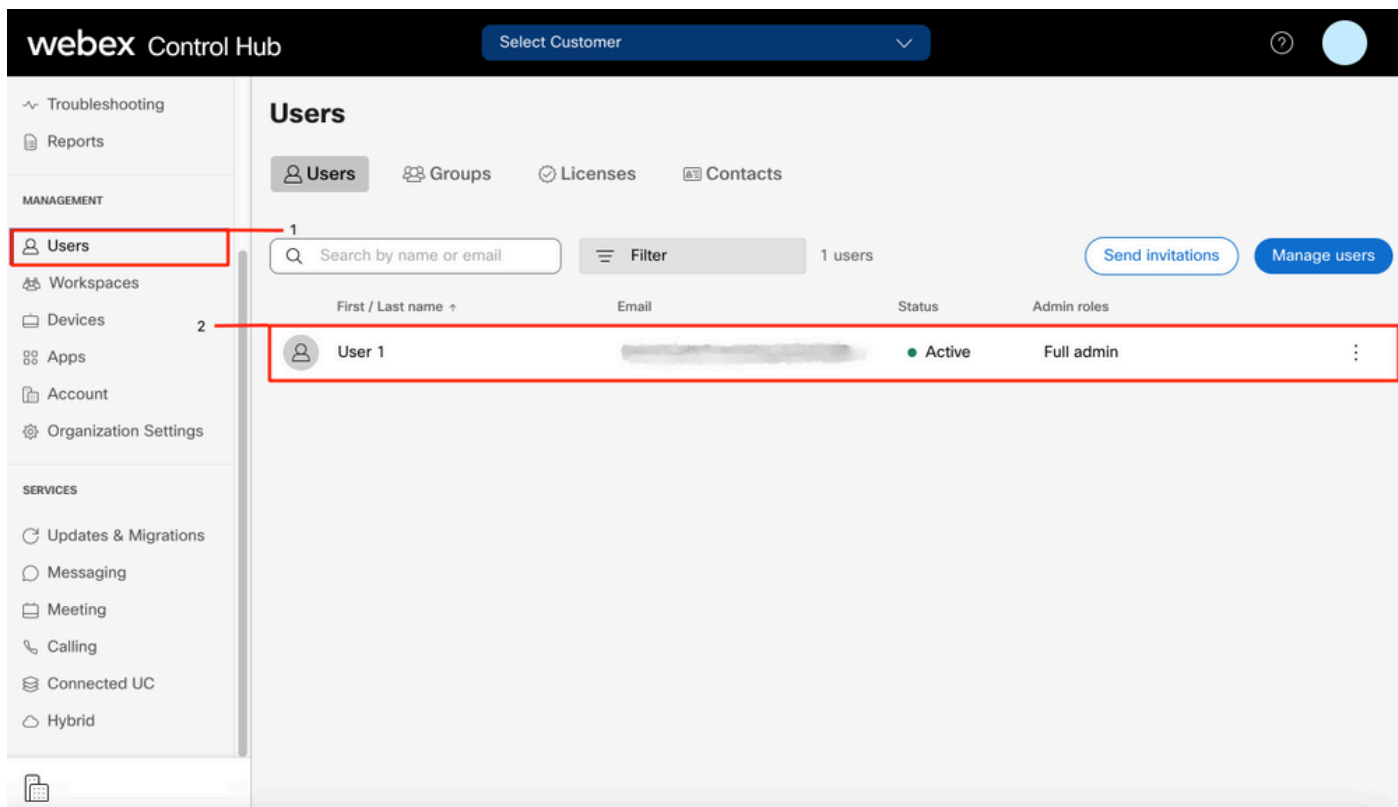 webex Control Hub
Select Customer
Troubleshooting
Reports
MANAGEMENT
Users
Workspaces
Devices
Apps
Account
Organization Settings
SERVICES
Updates & Migrations
Messaging
Meeting
Calling
Connected UC
Hybrid
Users
Users Groups Licenses Contacts
1
Search by name or email Filter 1 users Send invitations Manage users
First / Last name ↑ Email Status Admin roles
2
User 1 Active Full admin